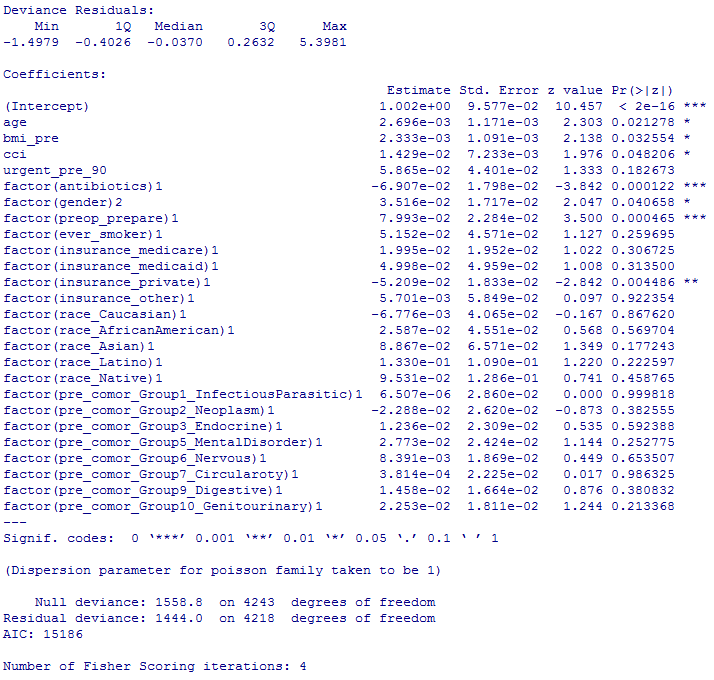 Deviance Residuals:
    Min       1Q   Median       3Q      Max
-1.4979  -0.4026  -0.0370   0.2632   5.3981
Coefficients:
                                              Estimate Std. Error z value Pr(>|z|)
(Intercept)                                  1.002e+00  9.577e-02  10.457  < 2e-16 ***
age                                          2.696e-03  1.171e-03   2.303 0.021278 *
bmi_pre                                      2.333e-03  1.091e-03   2.138 0.032554 *
cci                                          1.429e-02  7.233e-03   1.976 0.048206 *
urgent_pre_90                                5.865e-02  4.401e-02   1.333 0.182673
factor(antibiotics)1                        -6.907e-02  1.798e-02  -3.842 0.000122 ***
factor(gender)2                              3.516e-02  1.717e-02   2.047 0.040658 *
factor(preop_prepare)1                       7.993e-02  2.284e-02   3.500 0.000465 ***
factor(ever_smoker)1                         5.152e-02  4.571e-02   1.127 0.259695
factor(insurance_medicare)1                  1.995e-02  1.952e-02   1.022 0.306725
factor(insurance_medicaid)1                  4.998e-02  4.959e-02   1.008 0.313500
factor(insurance_private)1                  -5.209e-02  1.833e-02  -2.842 0.004486 **
factor(insurance_other)1                     5.701e-03  5.849e-02   0.097 0.922354
factor(race_Caucasian)1                     -6.776e-03  4.065e-02  -0.167 0.867620
factor(race_AfricanAmerican)1                2.587e-02  4.551e-02   0.568 0.569704
factor(race_Asian)1                          8.867e-02  6.571e-02   1.349 0.177243
factor(race_Latino)1                         1.330e-01  1.090e-01   1.220 0.222597
factor(race_Native)1                         9.531e-02  1.286e-01   0.741 0.458765
factor(pre_comor_Group1_InfectiousParasitic)1  6.507e-06  2.860e-02   0.000 0.999818
factor(pre_comor_Group2_Neoplasm)1          -2.288e-02  2.620e-02  -0.873 0.382555
factor(pre_comor_Group3_Endocrine)1          1.236e-02  2.309e-02   0.535 0.592388
factor(pre_comor_Group5_MentalDisorder)1     2.773e-02  2.424e-02   1.144 0.252775
factor(pre_comor_Group6_Nervous)1            8.391e-03  1.869e-02   0.449 0.653507
factor(pre_comor_Group7_Circularoty)1        3.814e-04  2.225e-02   0.017 0.986325
factor(pre_comor_Group9_Digestive)1          1.458e-02  1.664e-02   0.876 0.380832
factor(pre_comor_Group10_Genitourinary)1     2.253e-02  1.811e-02   1.244 0.213368
---
Signif. codes:  0 ‘***’ 0.001 ‘**’ 0.01 ‘*’ 0.05 ‘.’ 0.1 ‘ ’ 1
(Dispersion parameter for poisson family taken to be 1)
    Null deviance: 1558.8  on 4243  degrees of freedom
Residual deviance: 1444.0  on 4218  degrees of freedom
AIC: 15186
Number of Fisher Scoring iterations: 4